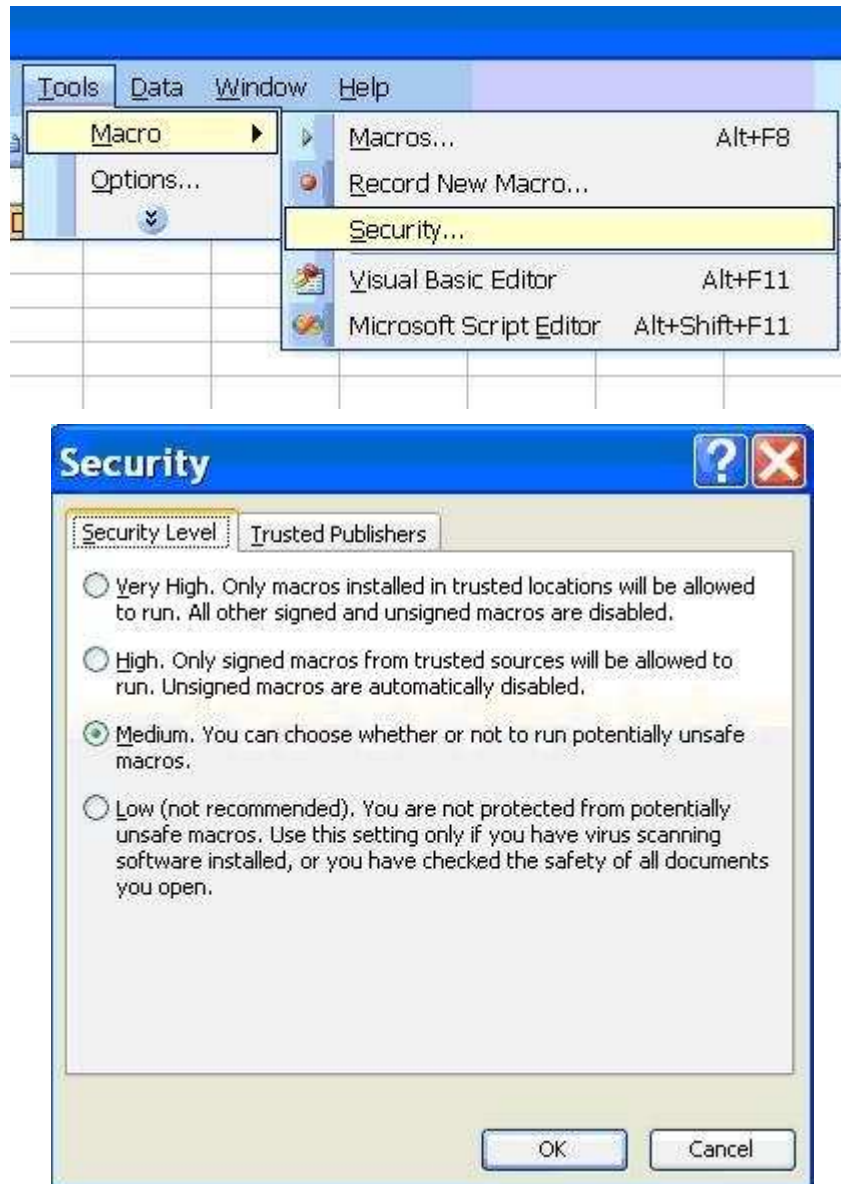 Tools Data Window Help
Macro
Macros... Alt+F8
Options...
Record New Macro...
Security...
Visual Basic Editor Alt+F11
Microsoft Script Editor Alt+Shift+F11
Security
Security Level Trusted Publishers
Very High. Only macros installed in trusted locations will be allowed
to run. All other signed and unsigned macros are disabled.
High. Only signed macros from trusted sources will be allowed to
run. Unsigned macros are automatically disabled.
Medium. You can choose whether or not to run potentially unsafe
macros.
Low (not recommended). You are not protected from potentially
unsafe macros. Use this setting only if you have virus scanning
software installed, or you have checked the safety of all documents
you open.
OK Cancel